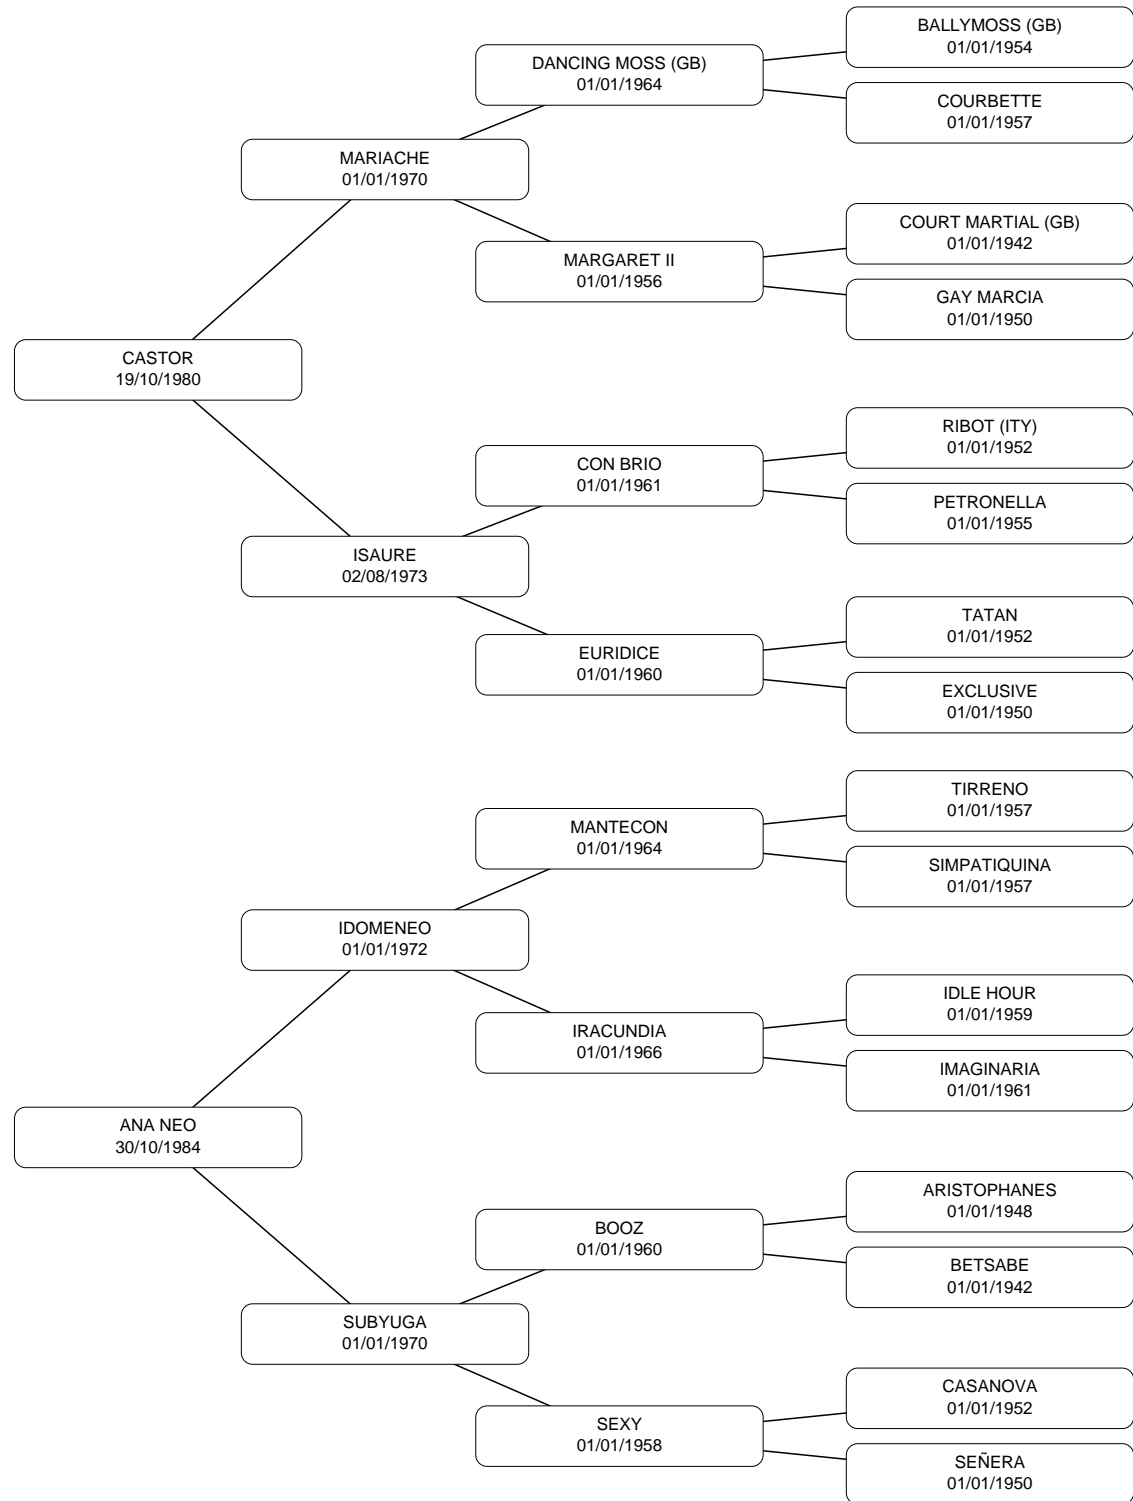 BALLYMOSS (GB)
01/01/1954
DANCING MOSS (GB)
01/01/1964
COURBETTE
01/01/1957
MARIACHE
01/01/1970
COURT MARTIAL (GB)
01/01/1942
MARGARET II
01/01/1956
GAY MARCIA
01/01/1950
CASTOR
19/10/1980
RIBOT (ITY)
01/01/1952
CON BRIO
01/01/1961
PETRONELLA
01/01/1955
ISAURE
02/08/1973
TATAN
01/01/1952
EURIDICE
01/01/1960
EXCLUSIVE
01/01/1950
TIRRENO
01/01/1957
MANTECON
01/01/1964
SIMPATIQUINA
01/01/1957
IDOMENEO
01/01/1972
IDLE HOUR
01/01/1959
IRACUNDIA
01/01/1966
IMAGINARIA
01/01/1961
ANA NEO
30/10/1984
ARISTOPHANES
01/01/1948
BOOZ
01/01/1960
BETSABE
01/01/1942
SUBYUGA
01/01/1970
CASANOVA
01/01/1952
SEXY
01/01/1958
SEÑERA
01/01/1950